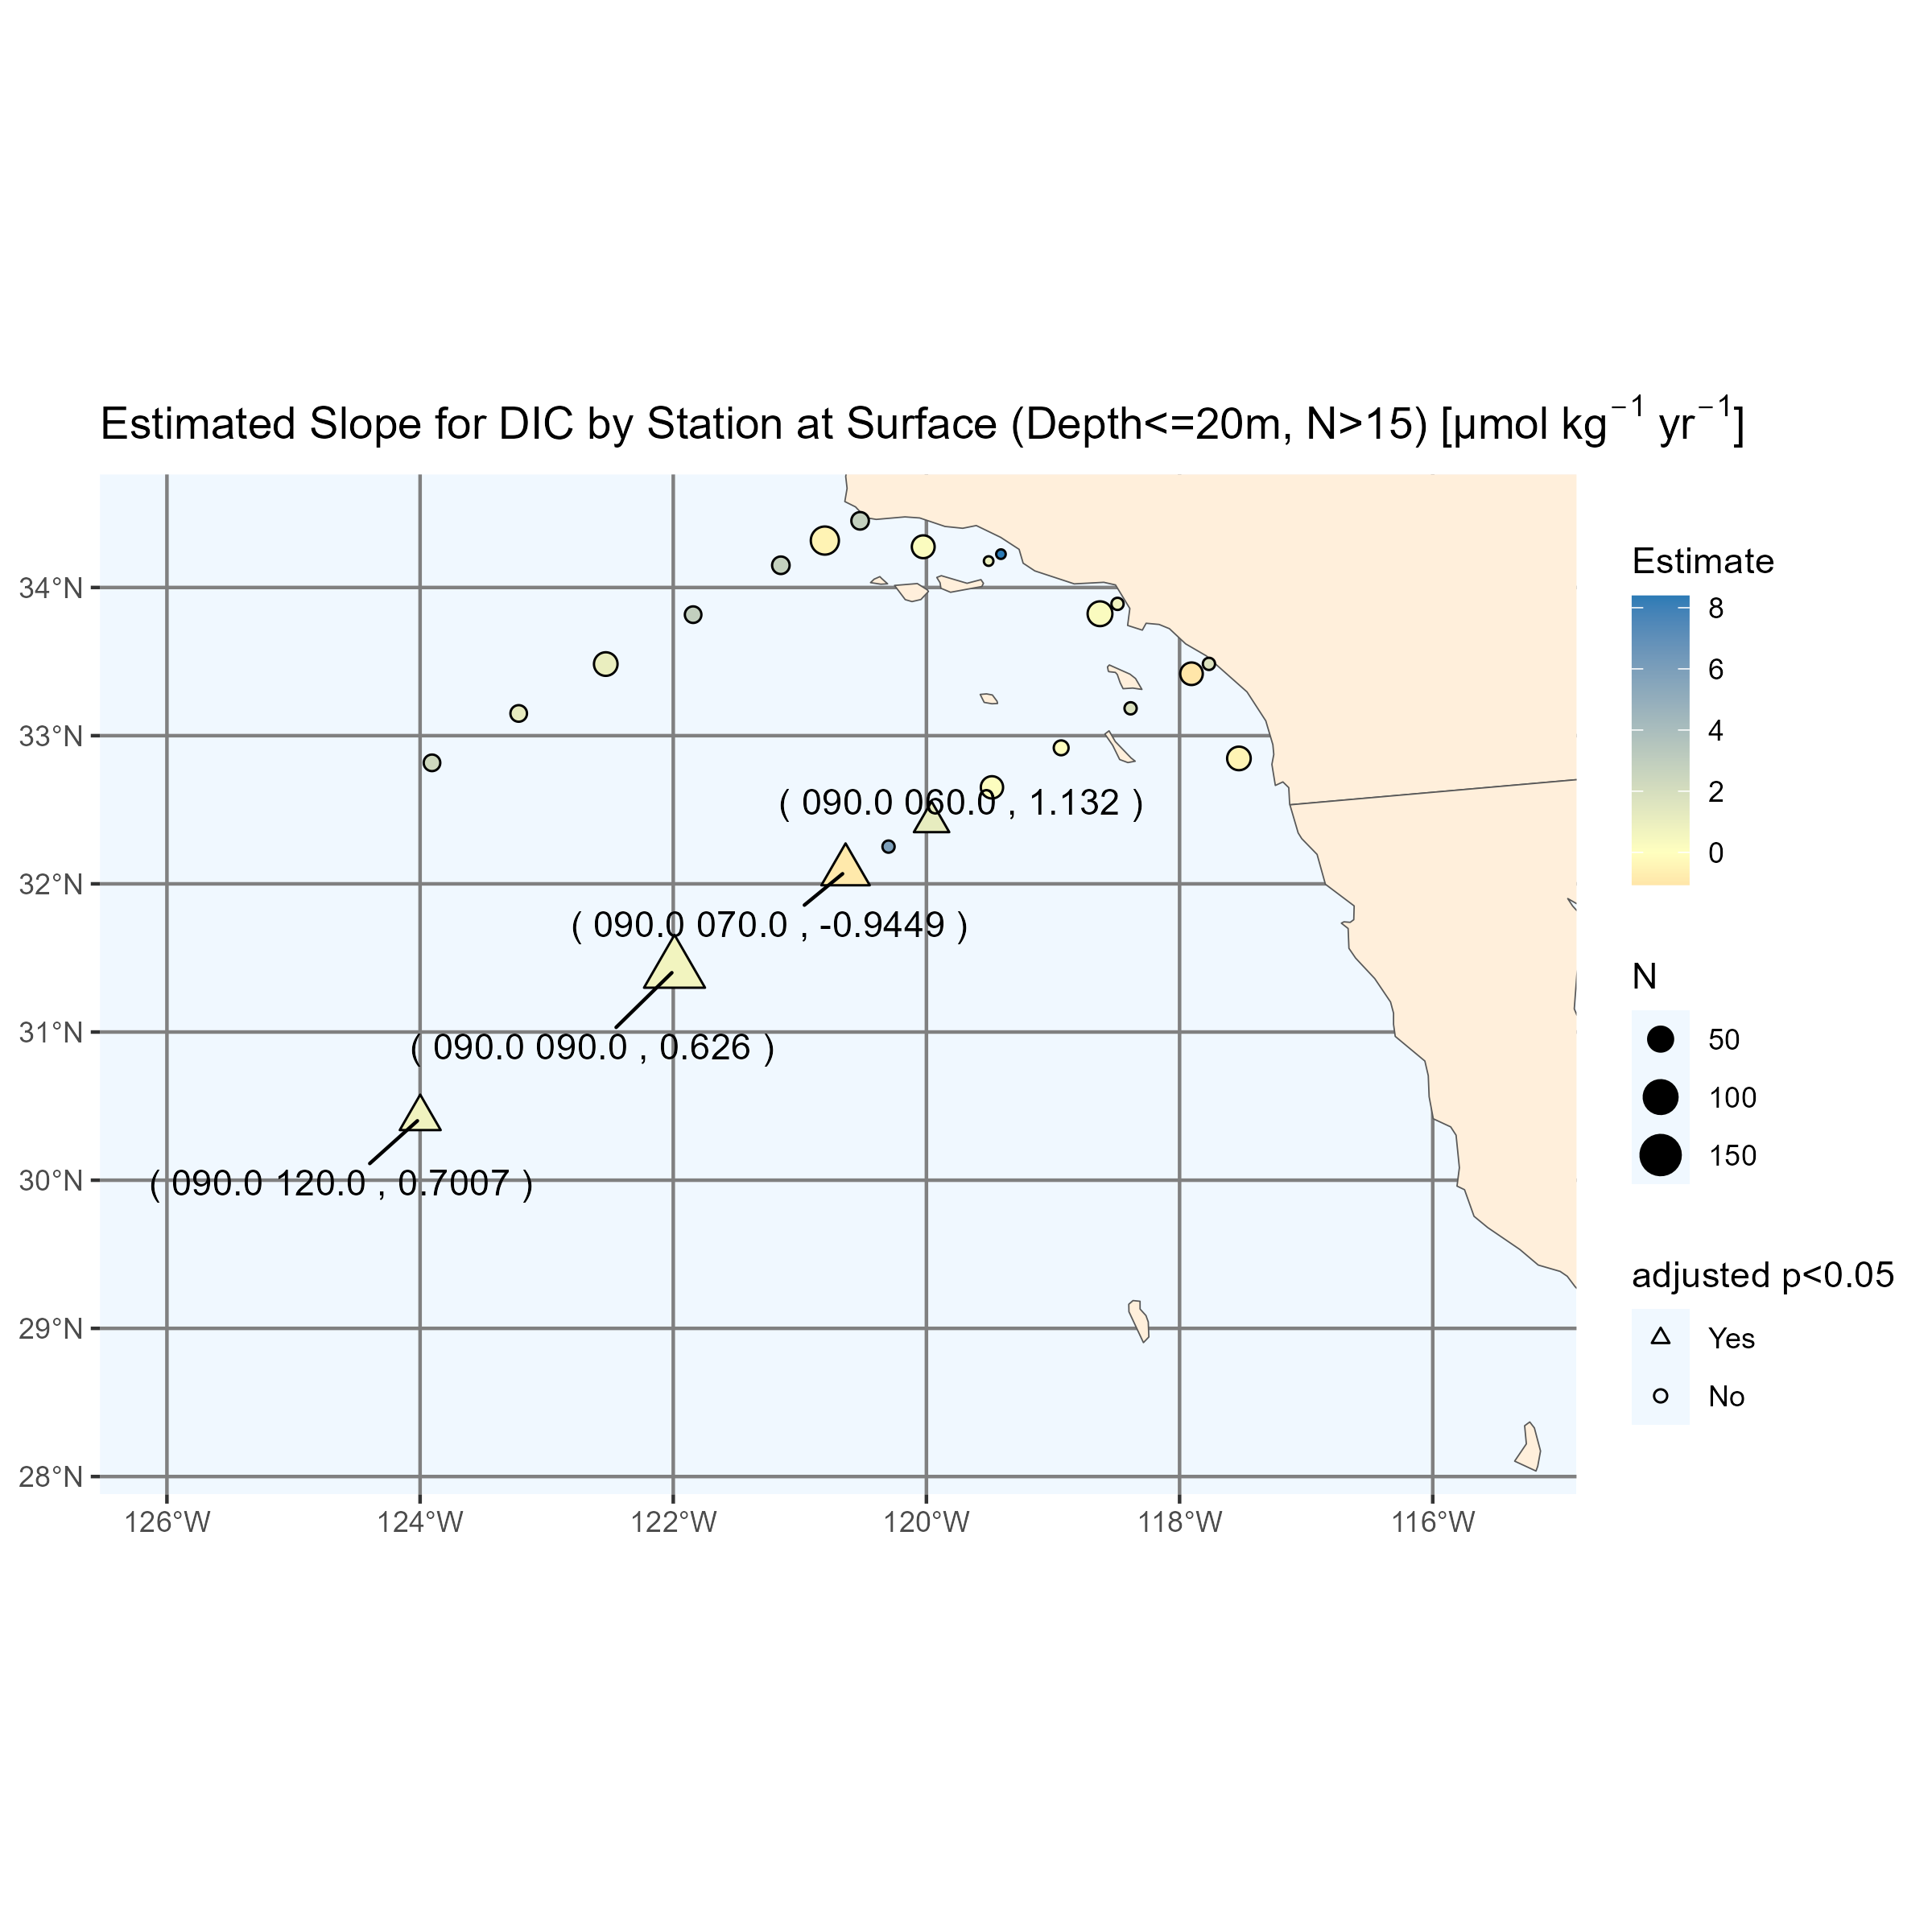 Estimated Slope for DIC by Station at Surface (Depth<=20m, N>15) [μmol kg⁻¹ yr⁻¹]
34°N
33°N
32°N
31°N
30°N
29°N
28°N
126°W
124°W
122°W
120°W
118°W
116°W
( 090.0 060.0 , 1.132 )
( 090.0 070.0 , -0.9449 )
( 090.0 090.0 , 0.626 )
( 090.0 120.0 , 0.7007 )
Estimate
8
6
4
2
0
N
50
100
150
adjusted p<0.05
Yes
No